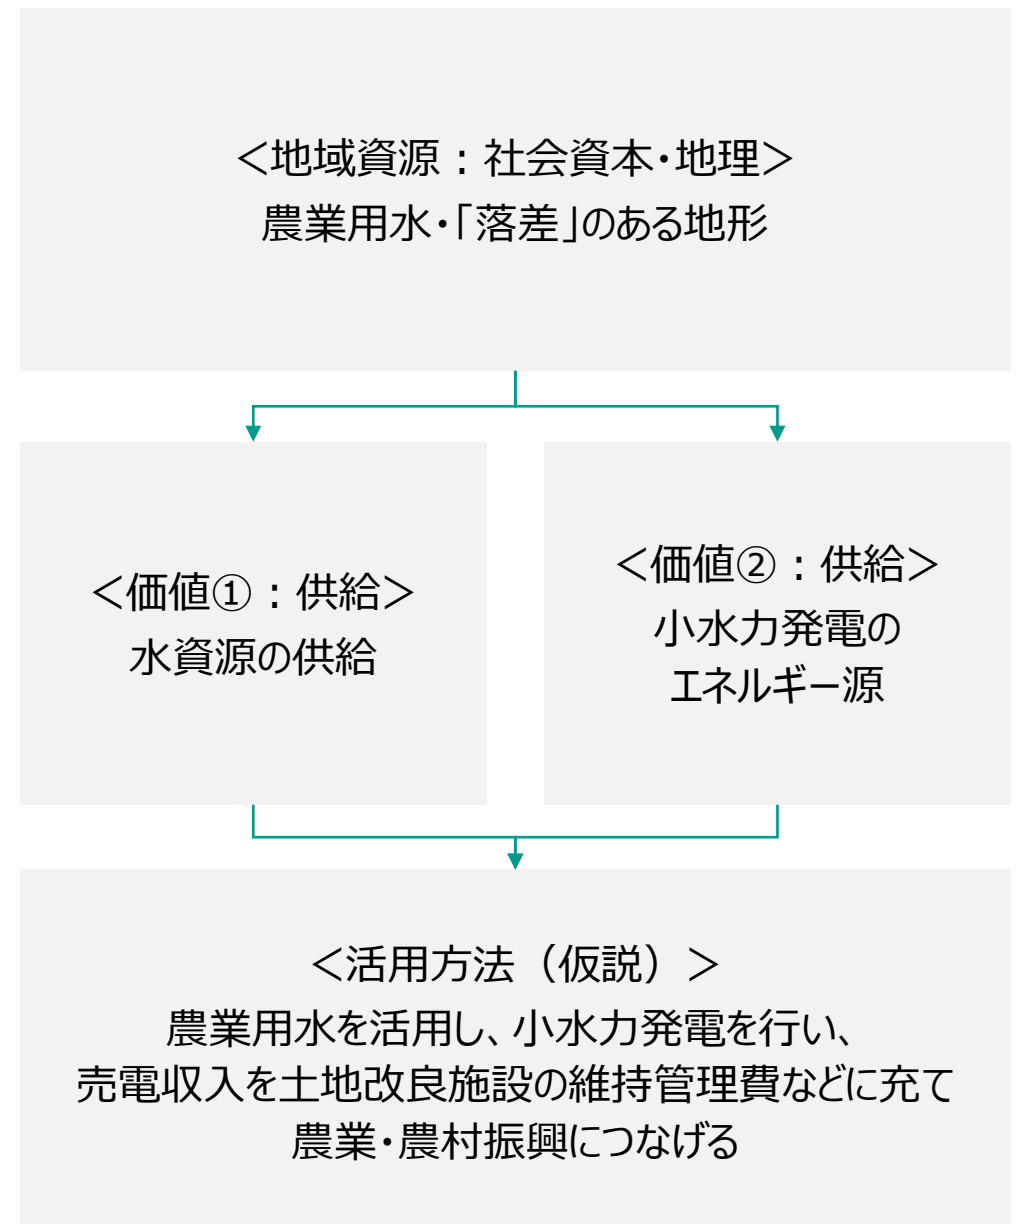 ＜地域資源：社会資本・地理＞
農業用水・「落差」のある地形
＜価値①：供給＞
水資源の供給
＜価値②：供給＞
小水力発電の
エネルギー源
＜活用方法（仮説）＞
農業用水を活用し、小水力発電を行い、
売電収入を土地改良施設の維持管理費などに充て
農業・農村振興につなげる